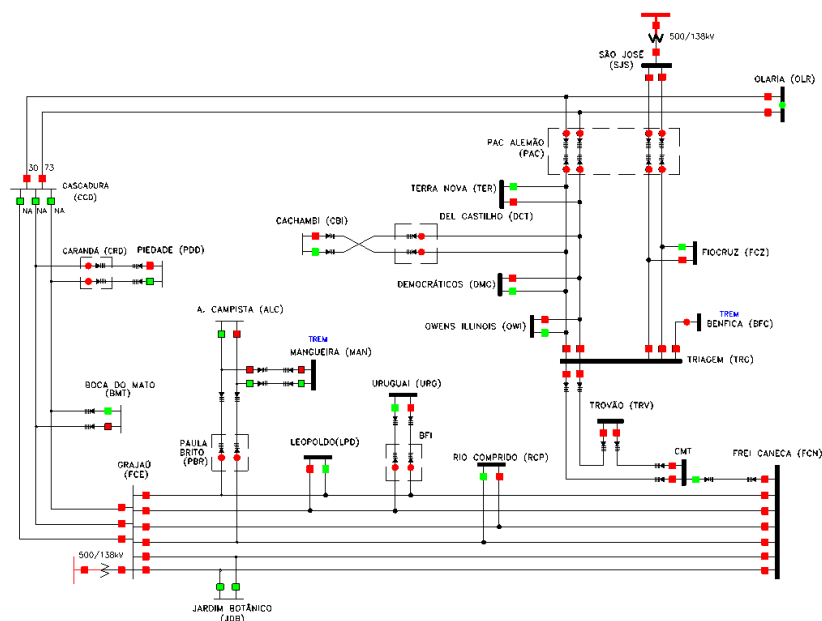 500/138kV
SÃO JOSÉ
(SJS)
OLARIA (OLR)
PAC ALEMÃO
(PAC)
30 73
CASCADURA
(CCD)
NA NA NA
TERRA NOVA (TER)
DEL CASTILHO (DCT)
CACHAMBI (CBI)
CARANDÁ (CRD) PIEDADE (PDD)
FIOCRUZ (FCZ)
DEMOCRÁTICOS (DMC)
A. CAMPISTA (ALC)
TREM
BENFICA (BFC)
OWENS ILLINOIS (OWI)
TREM
MANGUEIRA (MAN)
TRIAGEM (TRG)
BOCA DO MATO
(BMT)
URUGUAI (URG)
TROVÃO (TRV)
PAULA
BRITO
(PBR)
LEOPOLDO(LPD)
BFI
RIO COMPRIDO (RCP)
CMT
FREI CANECA (FCN)
GRAJAÚ
(FCE)
500/138kV
JARDIM BOTÂNICO
(JDB)